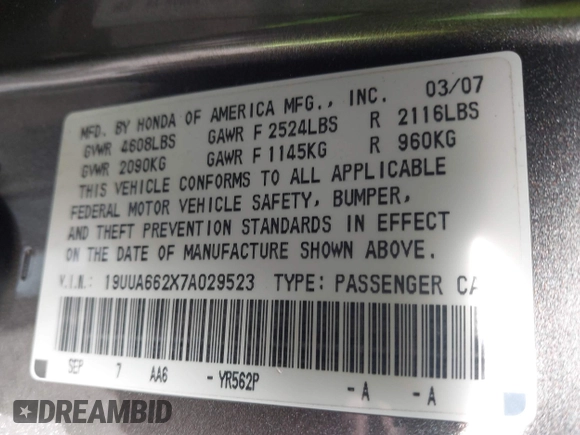 03/07
MFD. BY HONDA OF AMERICA MFG., INC.
GVWR 4608LBS GAWR F 2524LBS R 2116LBS
GVWR 2090KG GAWR F 1145KG R 960KG
THIS VEHICLE CONFORMS TO ALL APPLICABLE
FEDERAL MOTOR VEHICLE SAFETY, BUMPER,
AND THEFT PREVENTION STANDARDS IN EFFECT
ON THE DATE OF MANUFACTURE SHOWN ABOVE.
V.I.N.: 19UUA662X7A029523 TYPE: PASSENGER CA
SEP 7 AA6 - YR562P -A -A
DREAMBID